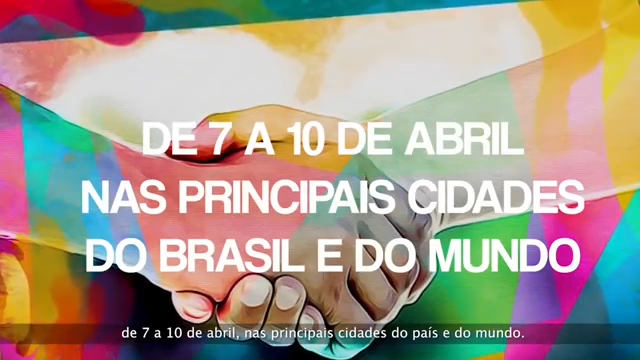 DE 7 A 10 DE ABRIL
NAS PRINCIPAIS CIDADES
DO BRASIL E DO MUNDO
de 7 a 10 de abril, nas principais cidades do país e do mundo.